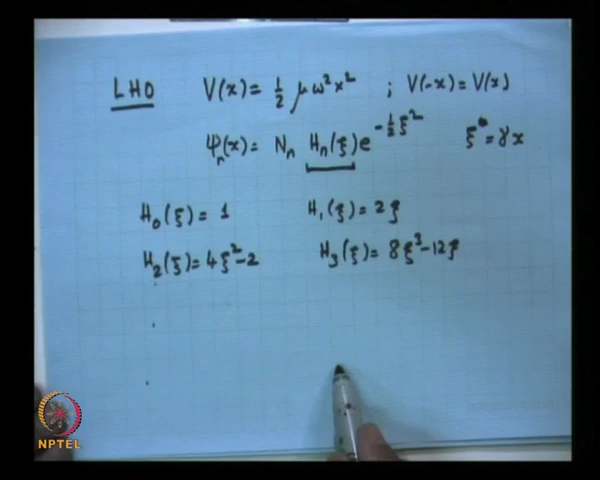 LHO V(x) = ½ μω²x² ; V(-x) = V(x)
ψₙ(x) = Nₙ Hₙ(ξ) e^{-½ξ²} ξ = γx
H₀(ξ) = 1 H₁(ξ) = 2ξ
H₂(ξ) = 4ξ²-2 H₃(ξ) = 8ξ³-12ξ
NPTEL